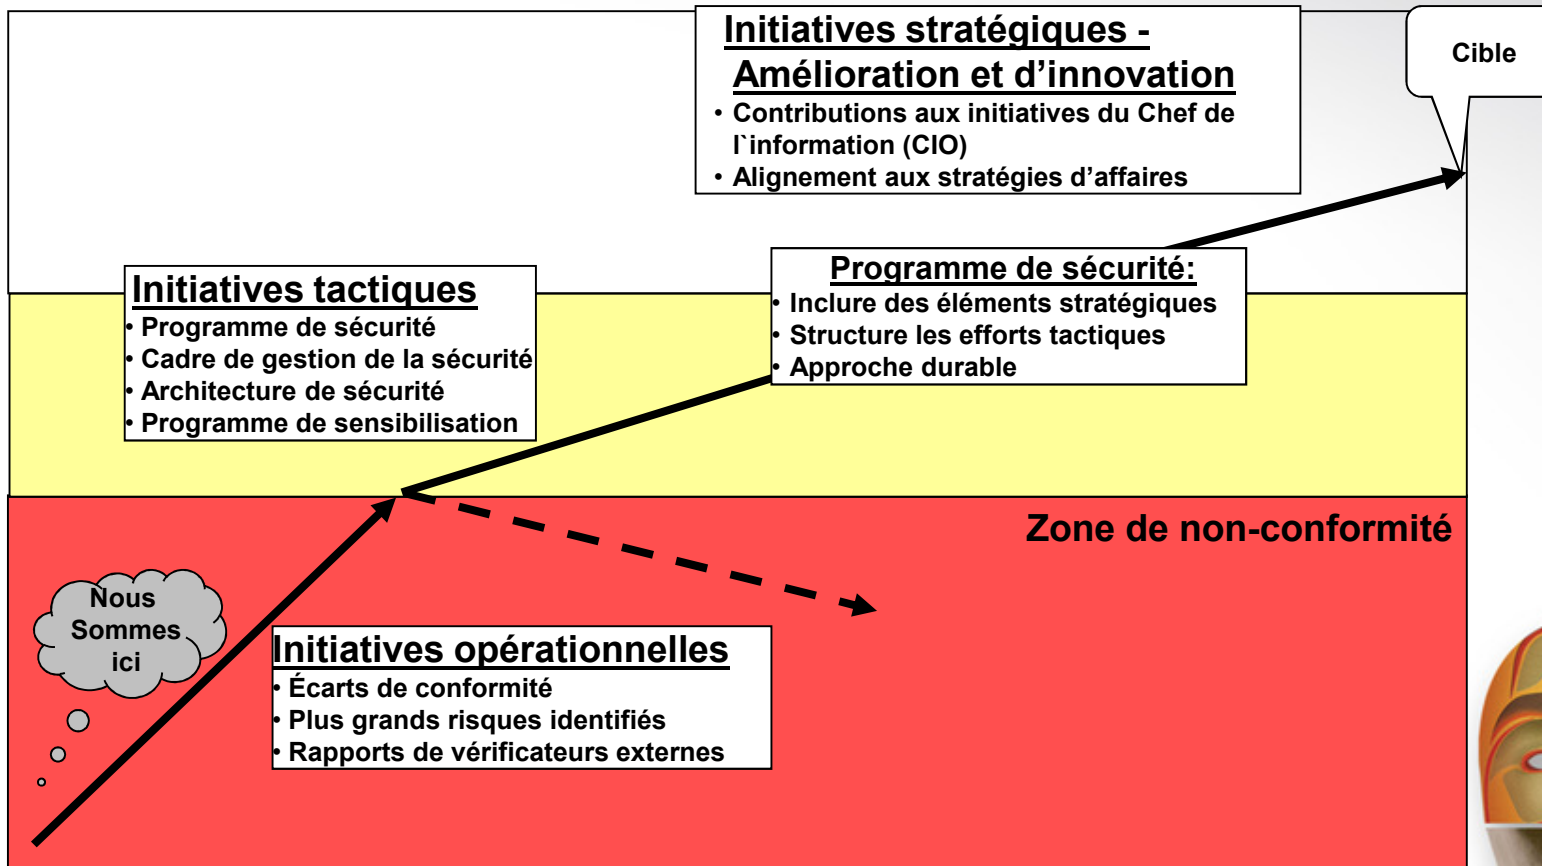 Initiatives stratégiques -
Amélioration et d’innovation
• Contributions aux initiatives du Chef de
l`information (CIO)
• Alignement aux stratégies d’affaires
Cible
Initiatives tactiques
• Programme de sécurité
• Cadre de gestion de la sécurité
• Architecture de sécurité
• Programme de sensibilisation
Programme de sécurité:
• Inclure des éléments stratégiques
• Structure les efforts tactiques
• Approche durable
Zone de non-conformité
Nous
Sommes
ici
Initiatives opérationnelles
• Écarts de conformité
• Plus grands risques identifiés
• Rapports de vérificateurs externes